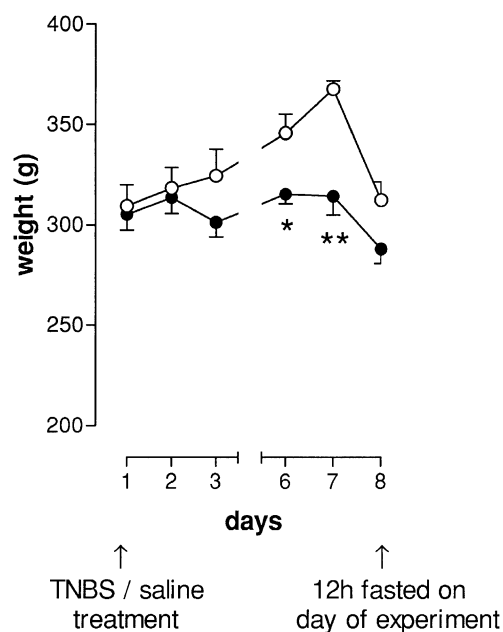 400
350
300
250
200
weight (g)
*
**
1 2 3 6 7 8
days
↑ ↑
TNBS / saline
treatment
12h fasted on
day of experiment